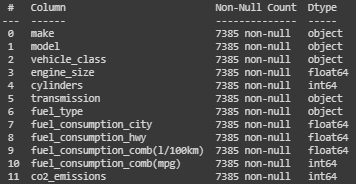 #   Column                          Non-Null Count  Dtype
---  ------                          --------------  -----
0   make                            7385 non-null   object
1   model                           7385 non-null   object
2   vehicle_class                   7385 non-null   object
3   engine_size                     7385 non-null   float64
4   cylinders                       7385 non-null   int64
5   transmission                    7385 non-null   object
6   fuel_type                       7385 non-null   object
7   fuel_consumption_city           7385 non-null   float64
8   fuel_consumption_hwy            7385 non-null   float64
9   fuel_consumption_comb(l/100km)  7385 non-null   float64
10  fuel_consumption_comb(mpg)      7385 non-null   int64
11  co2_emissions                   7385 non-null   int64